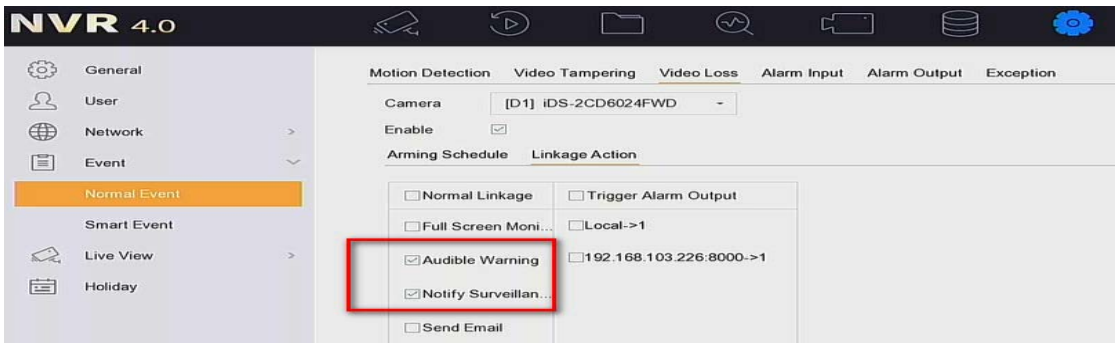 NVR 4.0
General
User
Network >
Event
Normal Event
Smart Event
Live View >
Holiday
Motion Detection Video Tampering Video Loss Alarm Input Alarm Output Exception
Camera [D1] iDS-2CD6024FWD
Enable
Arming Schedule Linkage Action
Normal Linkage Trigger Alarm Output
Full Screen Moni... Local->1
Audible Warning 192.168.103.226:8000->1
Notify Surveillan...
Send Email